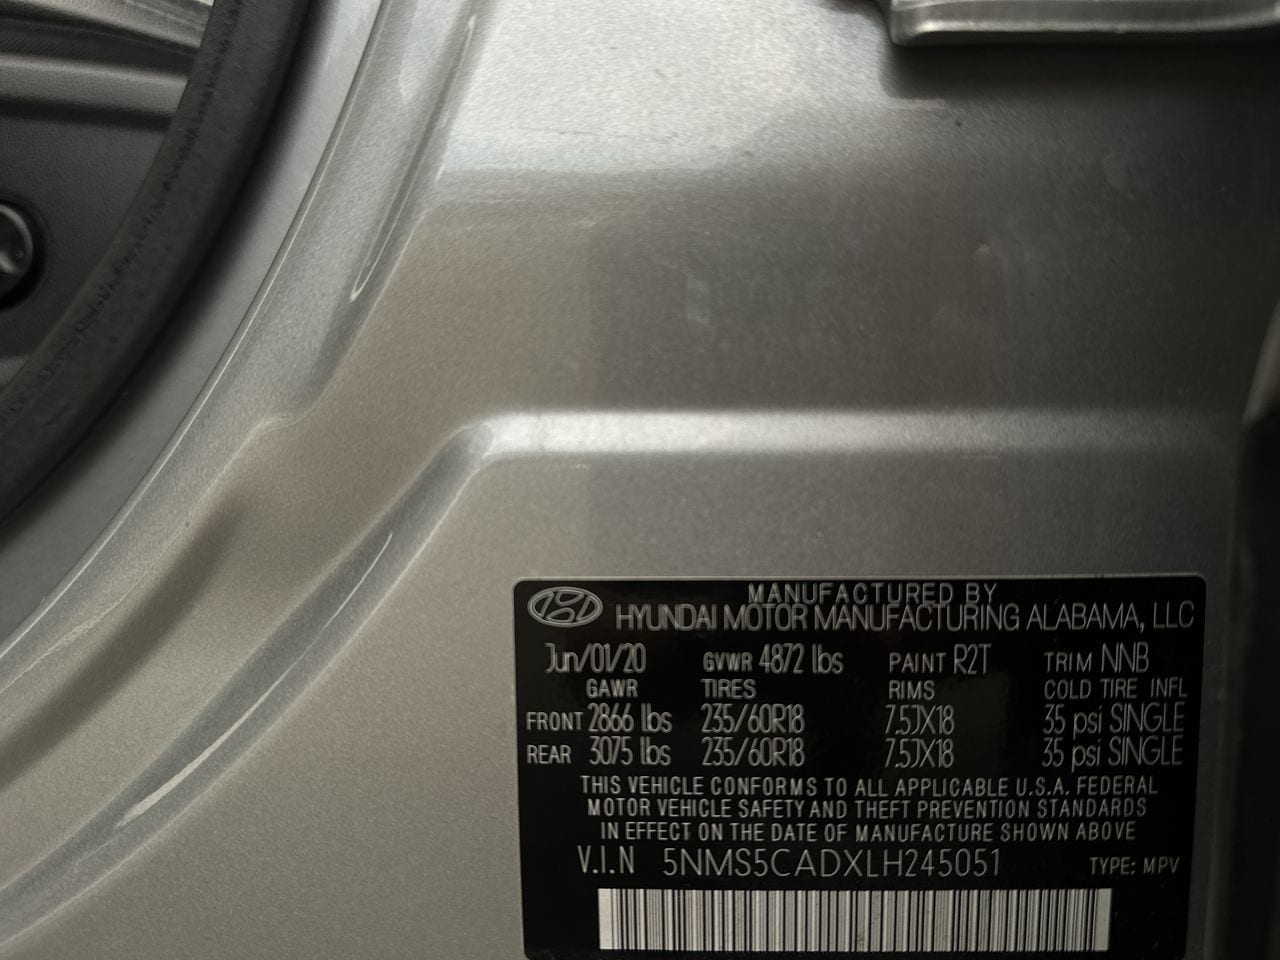 MANUFACTURED BY
HYUNDAI MOTOR MANUFACTURING ALABAMA, LLC
Jun/01/20 GVWR 4872 lbs PAINT R2T TRIM NNB
GAWR TIRES RIMS COLD TIRE INFL
FRONT 2866 lbs 235/60R18 7.5JX18 35 psi SINGLE
REAR 3075 lbs 235/60R18 7.5JX18 35 psi SINGLE
THIS VEHICLE CONFORMS TO ALL APPLICABLE U.S.A. FEDERAL
MOTOR VEHICLE SAFETY AND THEFT PREVENTION STANDARDS
IN EFFECT ON THE DATE OF MANUFACTURE SHOWN ABOVE
V.I.N 5NMS5CADXLH245051 TYPE: MPV